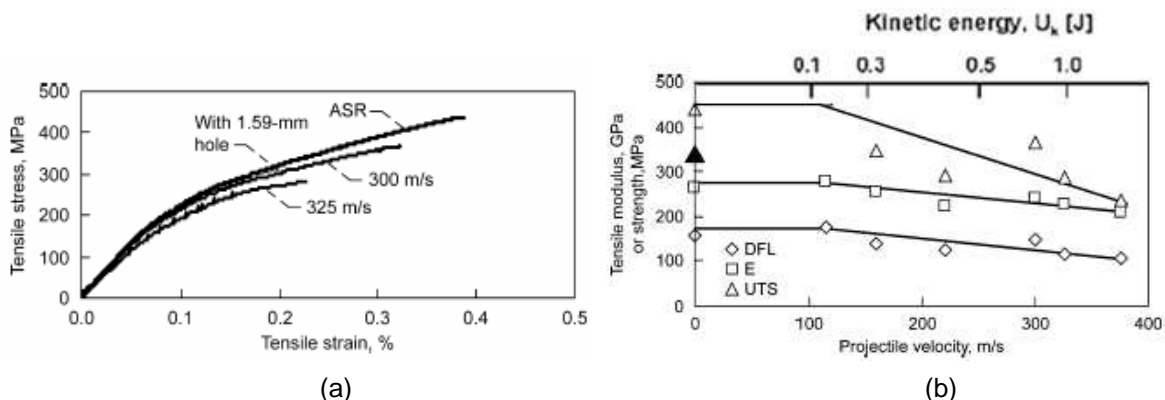 Kinetic energy, Uk [J]
0.1 0.3 0.5 1.0
500
400
300
200
100
0
Tensile stress, MPa
ASR
With 1.59-mm
hole
300 m/s
325 m/s
0.0 0.1 0.2 0.3 0.4 0.5
Tensile strain, %
(a)
500
450
400
300
200
100
0
Tensile modulus, GPa
or strength, MPa
DFL
E
UTS
0 100 200 300 400
Projectile velocity, m/s
(b)